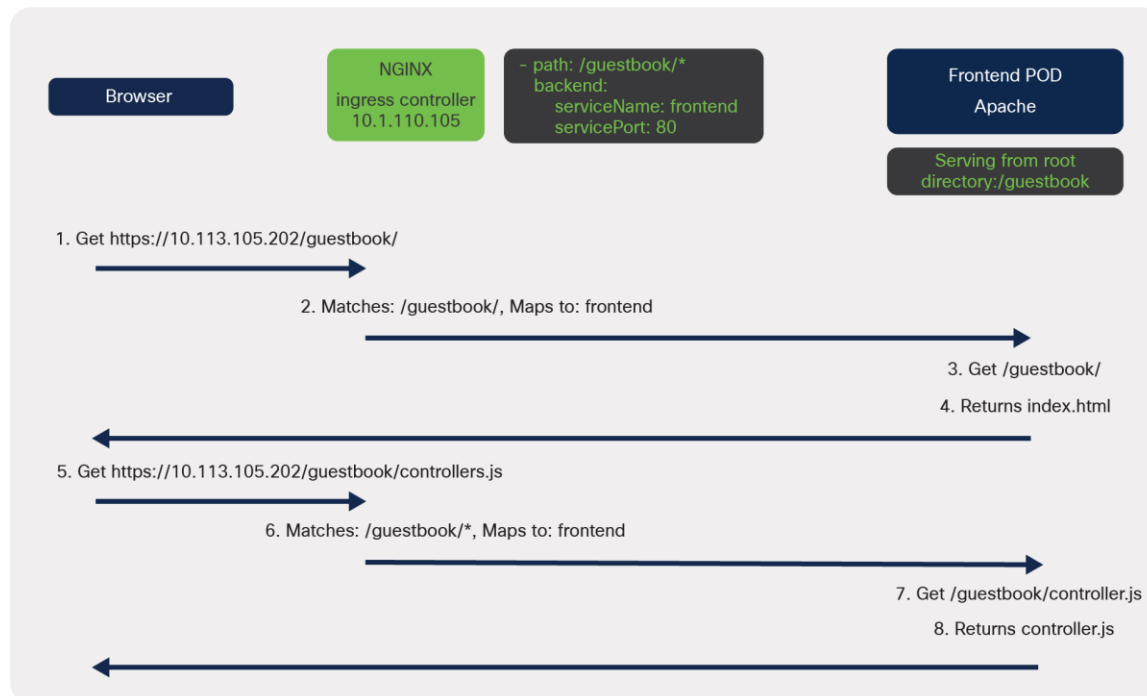 Browser
NGINX
ingress controller
10.1.110.105
- path: /guestbook/*
backend:
serviceName: frontend
servicePort: 80
Frontend POD
Apache
Serving from root
directory:/guestbook
1. Get https://10.113.105.202/guestbook/
2. Matches: /guestbook/, Maps to: frontend
3. Get /guestbook/
4. Returns index.html
5. Get https://10.113.105.202/guestbook/controllers.js
6. Matches: /guestbook/*, Maps to: frontend
7. Get /guestbook/controller.js
8. Returns controller.js